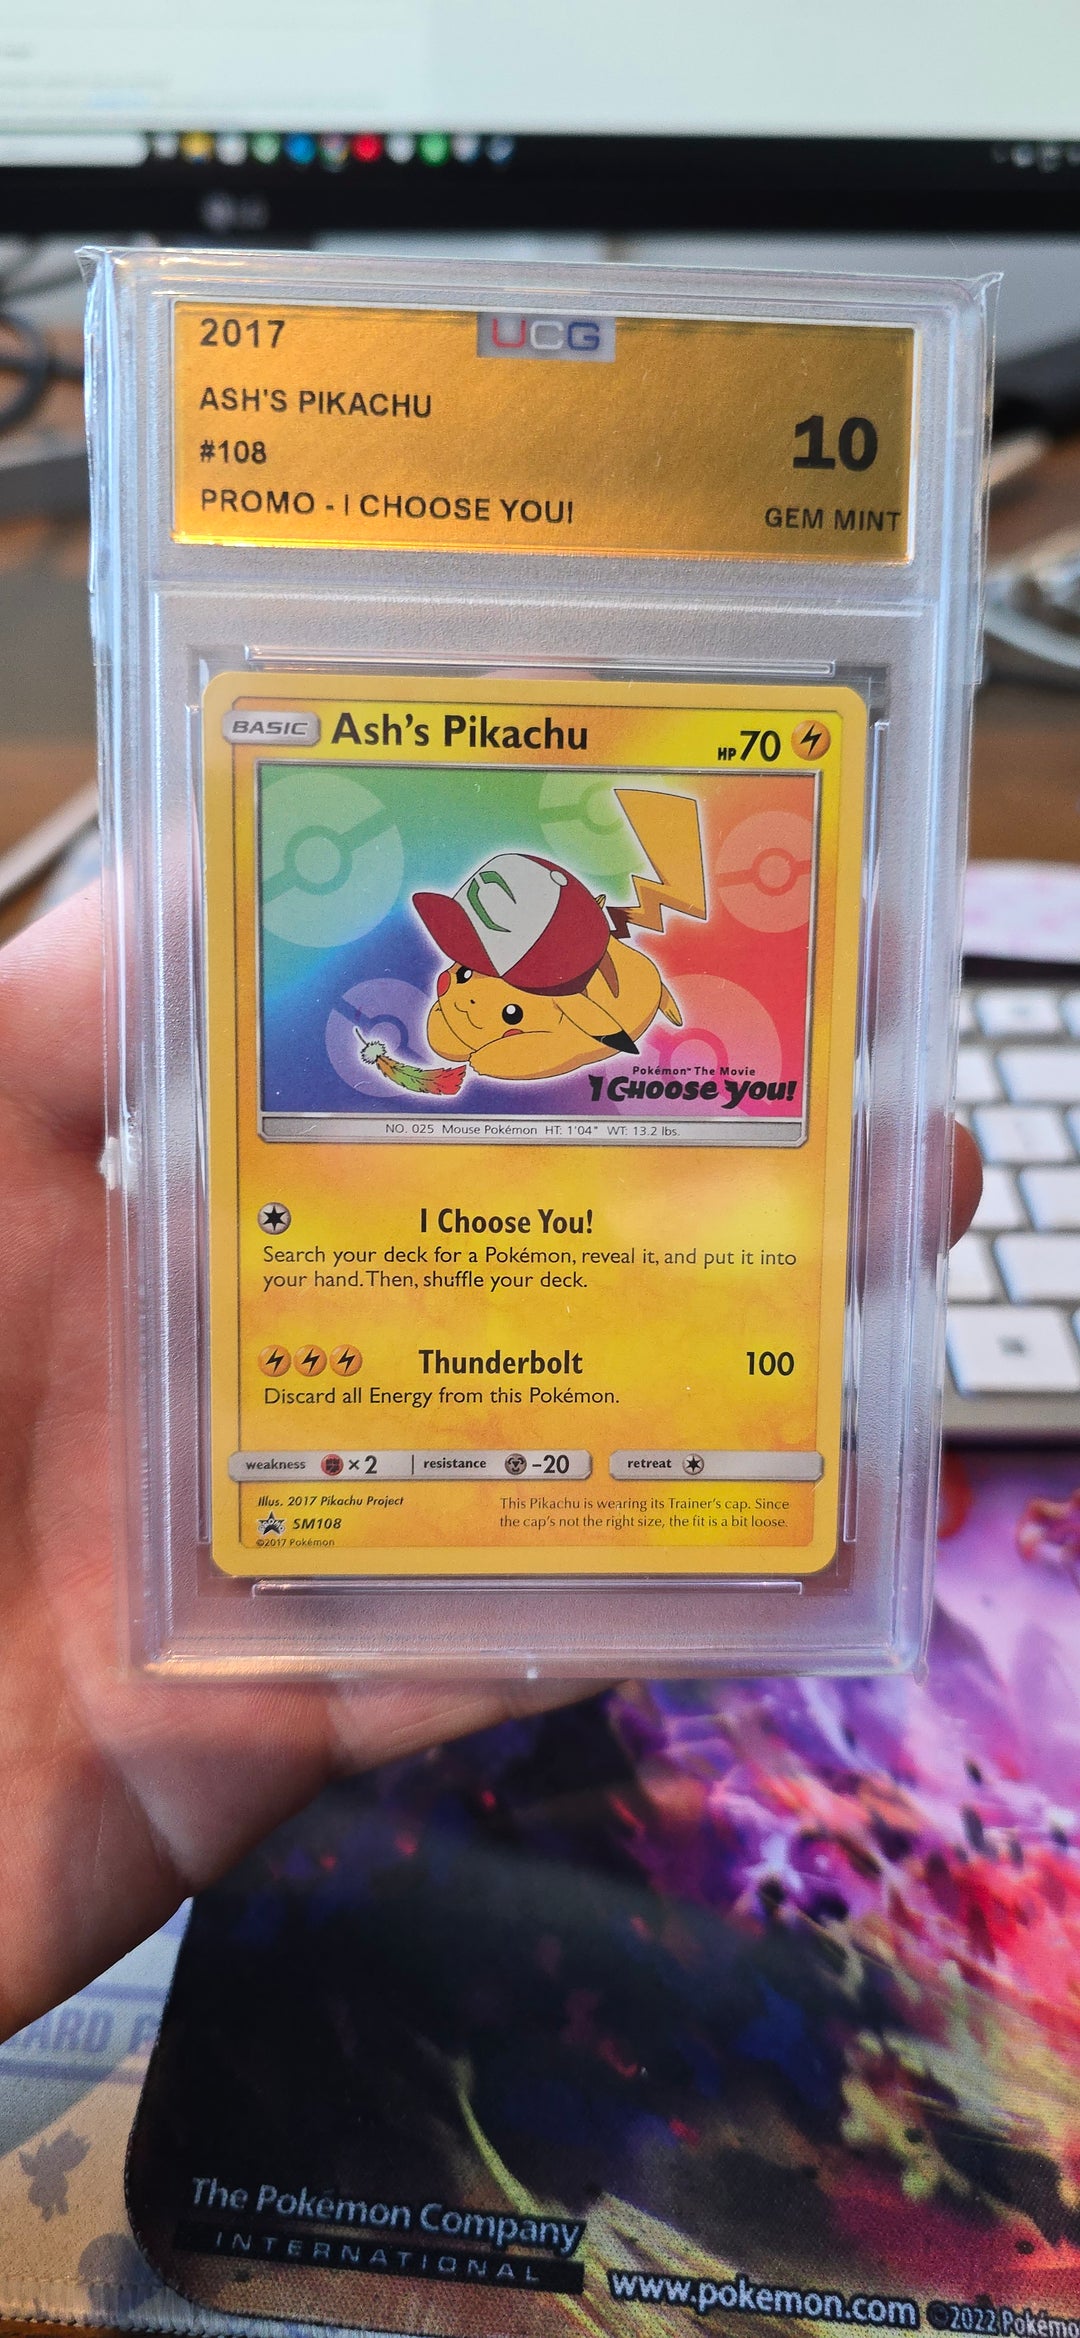 2017
UCG
ASH'S PIKACHU
#108
10
PROMO - I CHOOSE YOU!
GEM MINT
BASIC Ash's Pikachu HP 70
Pokémon™ The Movie
I Choose you!
NO. 025 Mouse Pokémon HT: 1'04" WT: 13.2 lbs.
I Choose You!
Search your deck for a Pokémon, reveal it, and put it into
your hand. Then, shuffle your deck.
Thunderbolt 100
Discard all Energy from this Pokémon.
weakness ×2 resistance -20 retreat
Illus. 2017 Pikachu Project
SM108
©2017 Pokémon
This Pikachu is wearing its Trainer's cap. Since
the cap's not the right size, the fit is a bit loose.
ARD
The Pokémon Company
INTERNATIONAL
www.pokemon.com ©2022 Pokémo